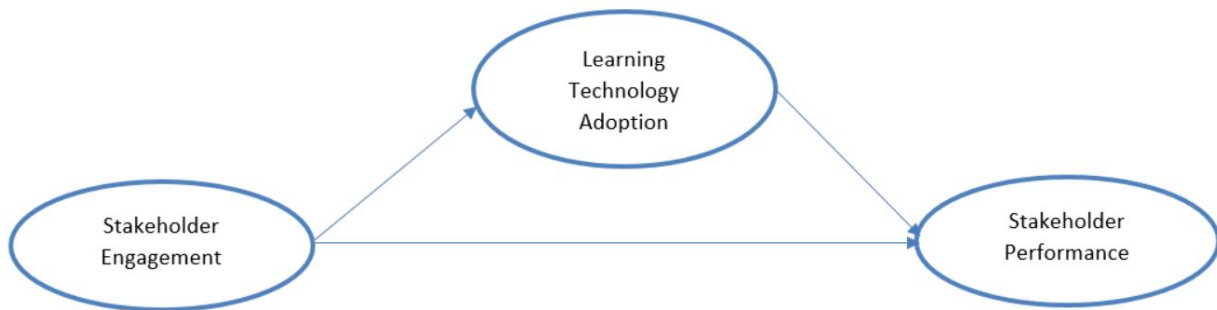 Learning
Technology
Adoption
Stakeholder
Engagement
Stakeholder
Performance